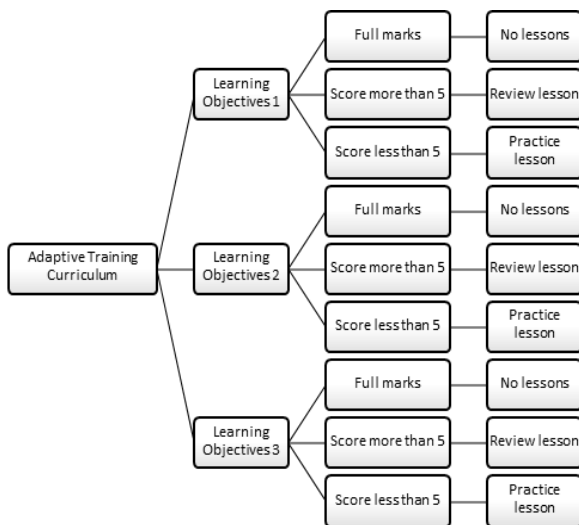 Full marks
No lessons
Learning
Objectives 1
Score more than 5
Review lesson
Score less than 5
Practice
lesson
Full marks
No lessons
Adaptive Training
Curriculum
Learning
Objectives 2
Score more than 5
Review lesson
Score less than 5
Practice
lesson
Full marks
No lessons
Learning
Objectives 3
Score more than 5
Review lesson
Score less than 5
Practice
lesson